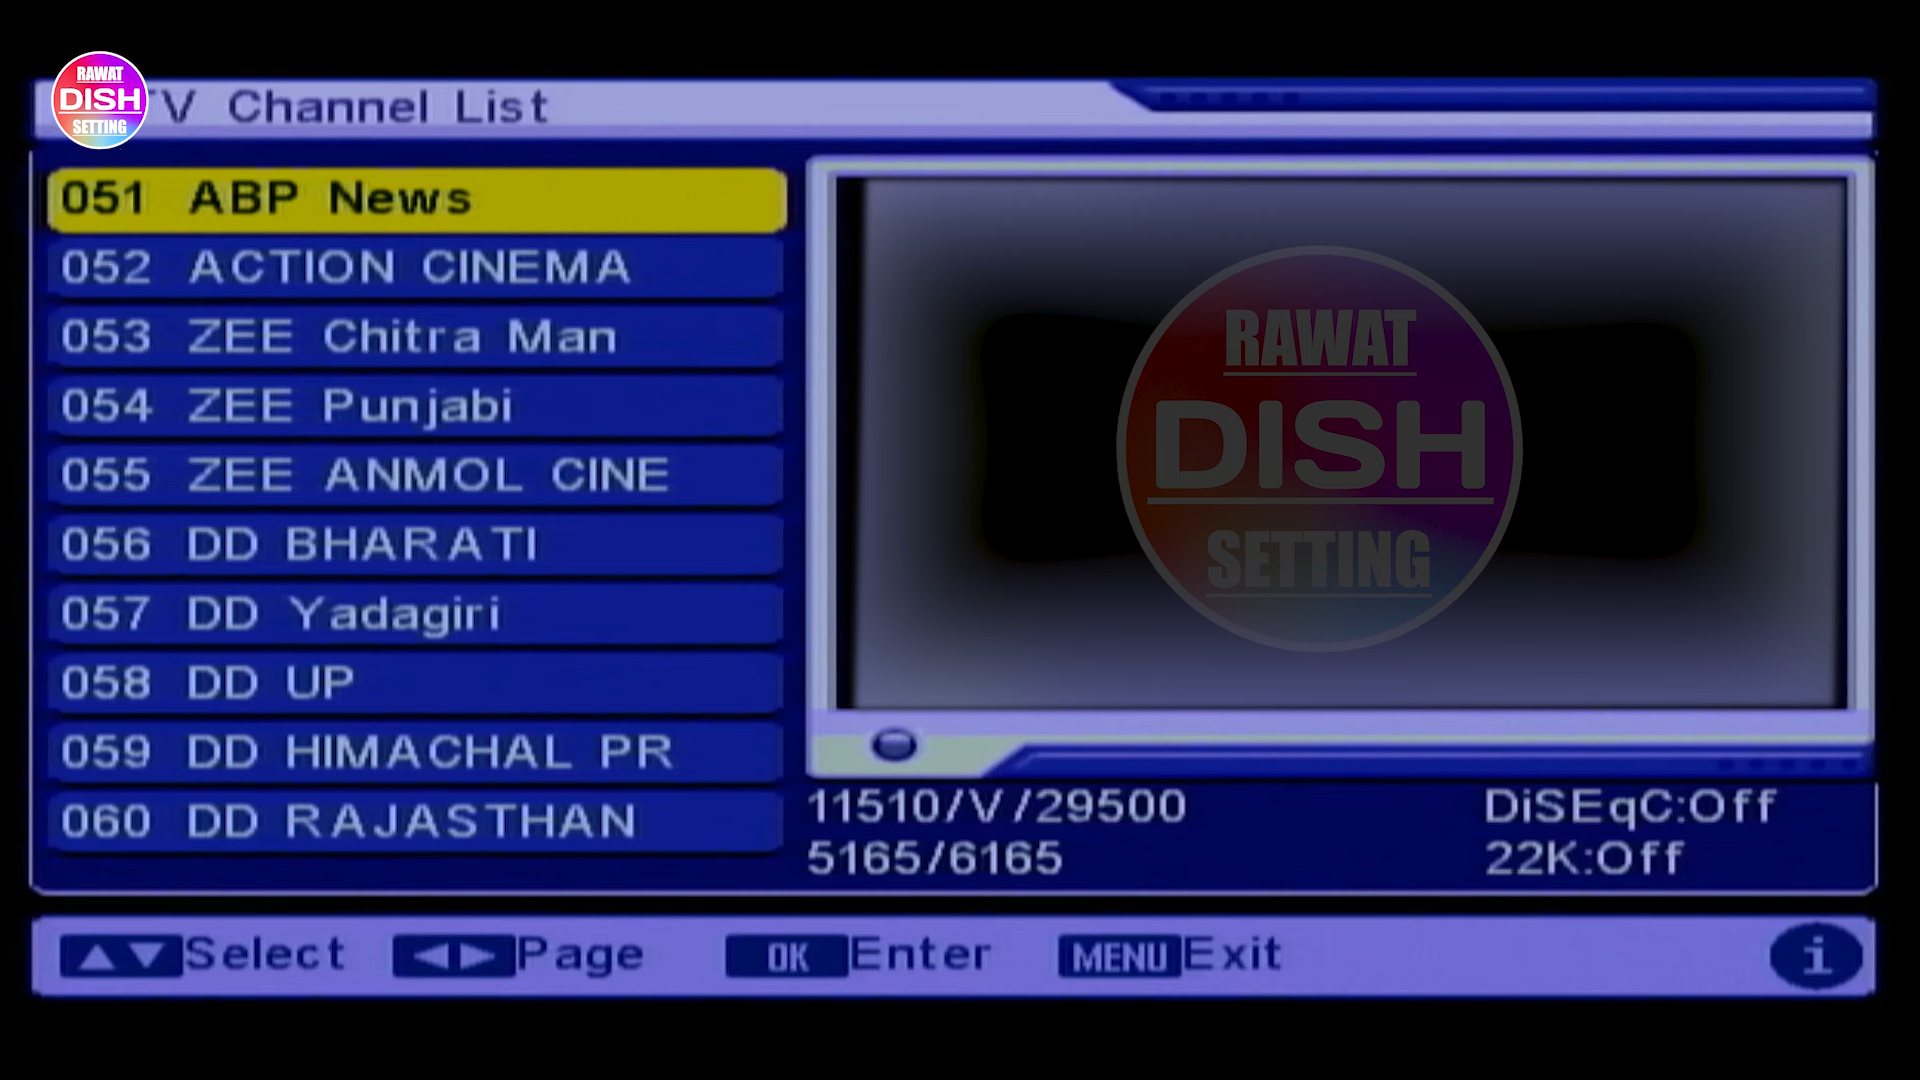 RAWAT
DISH
SETTING
TV Channel List
051 ABP News
052 ACTION CINEMA
053 ZEE Chitra Man
054 ZEE Punjabi
055 ZEE ANMOL CINE
056 DD BHARATI
057 DD Yadagiri
058 DD UP
059 DD HIMACHAL PR
060 DD RAJASTHAN
RAWAT
DISH
SETTING
11510/V/29500
DiSEqC:Off
5165/6165
22K:Off
Select
Page
OK Enter
MENU Exit
i